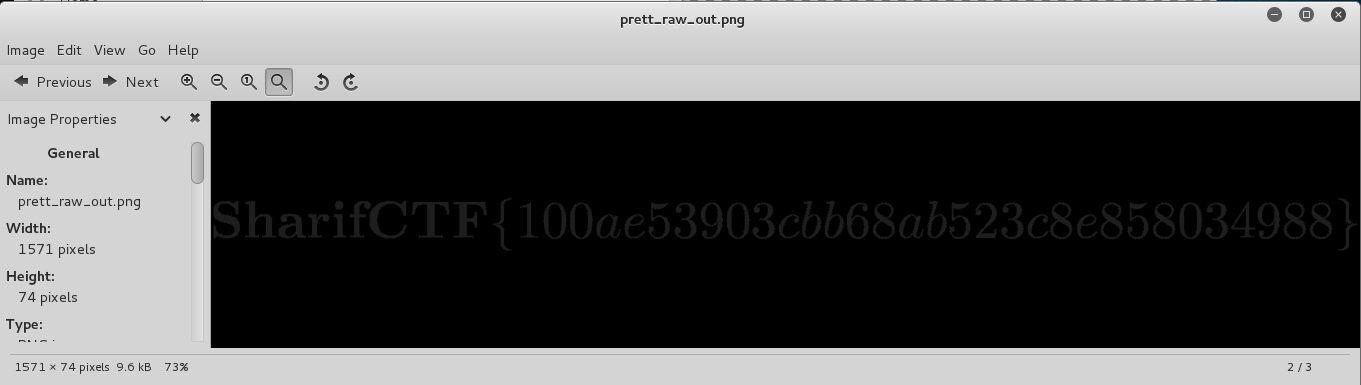 prett_raw_out.png
Image Edit View Go Help
Previous Next
Image Properties
General
Name:
prett_raw_out.png
Width:
1571 pixels
Height:
74 pixels
Type:
SharifCTF{100ae53903cbb68ab523c8e858034988}
1571 × 74 pixels 9.6 kB 73%
2 / 3